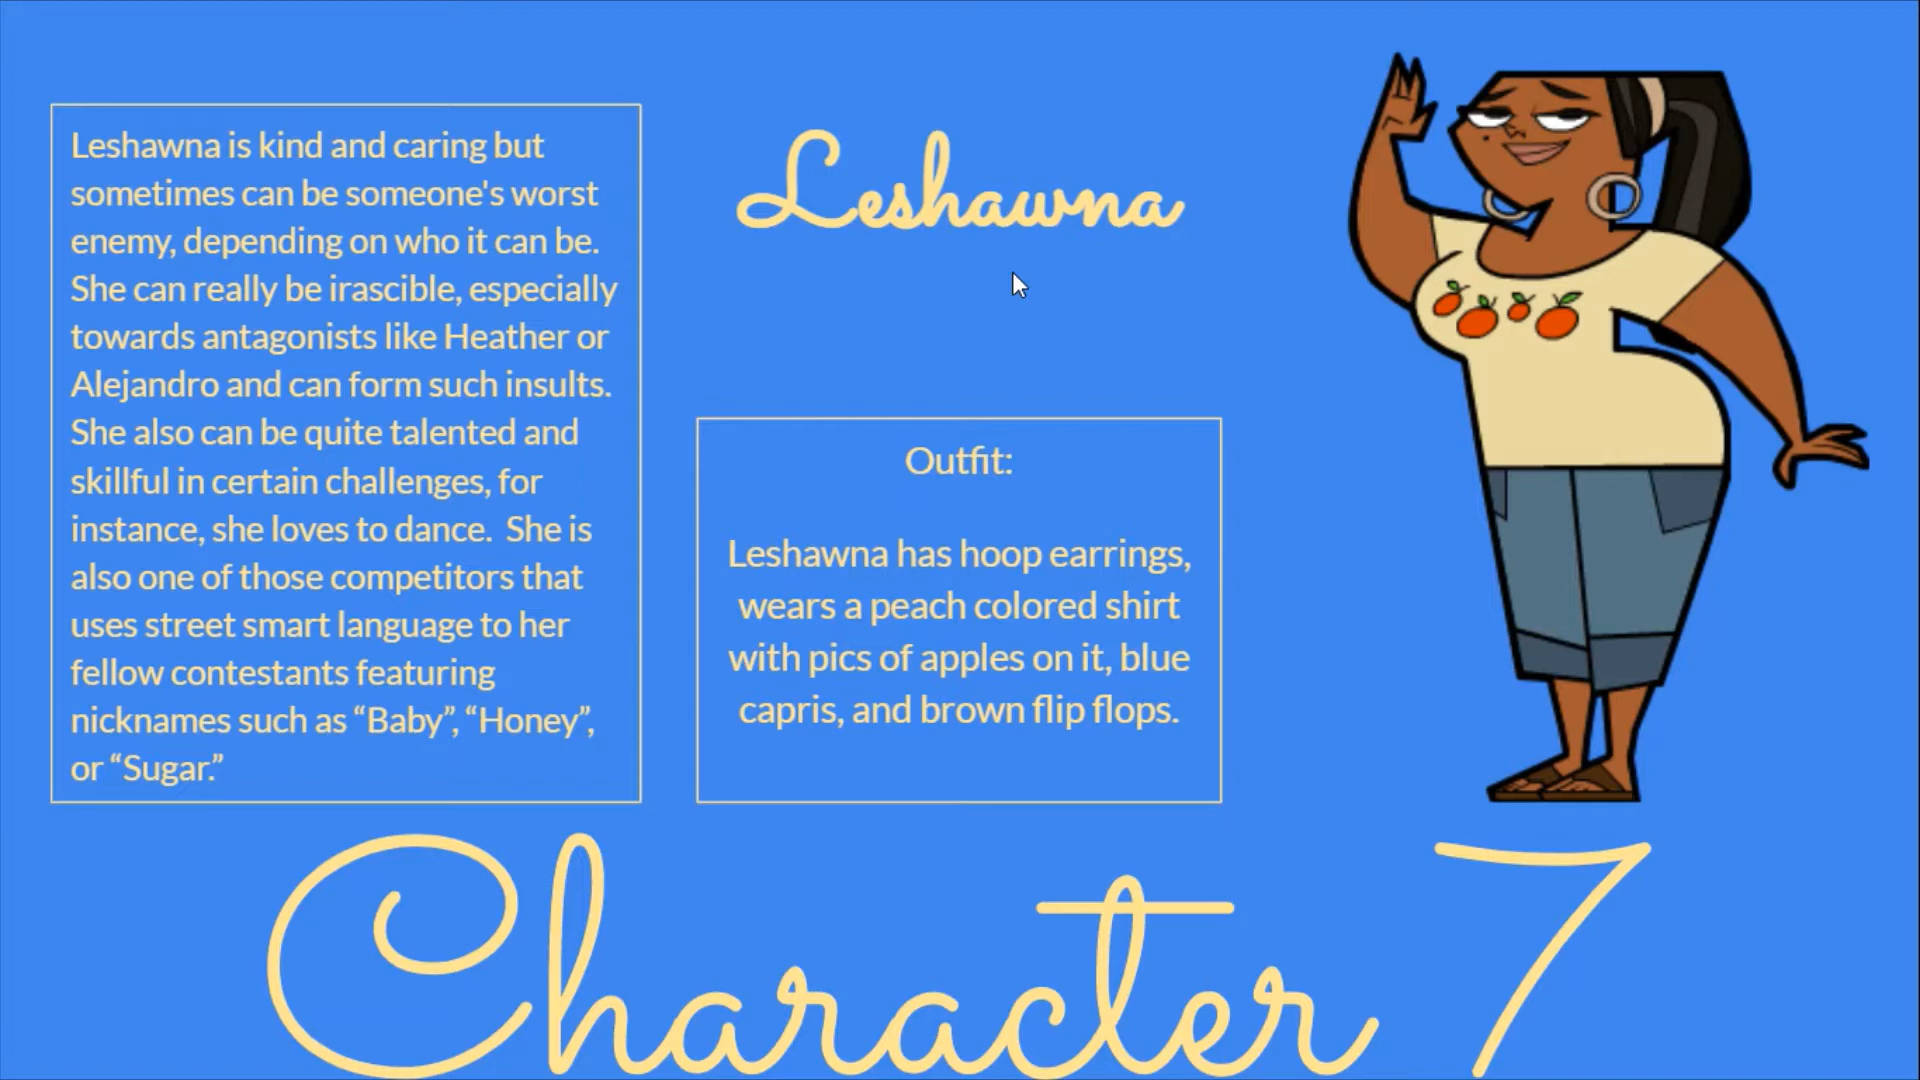 Leshawna is kind and caring but
sometimes can be someone's worst
enemy, depending on who it can be.
She can really be irascible, especially
towards antagonists like Heather or
Alejandro and can form such insults.
She also can be quite talented and
skillful in certain challenges, for
instance, she loves to dance.  She is
also one of those competitors that
uses street smart language to her
fellow contestants featuring
nicknames such as “Baby”, “Honey”,
or “Sugar.”
Leshawna
Outfit:
Leshawna has hoop earrings,
wears a peach colored shirt
with pics of apples on it, blue
capris, and brown flip flops.
Character 7